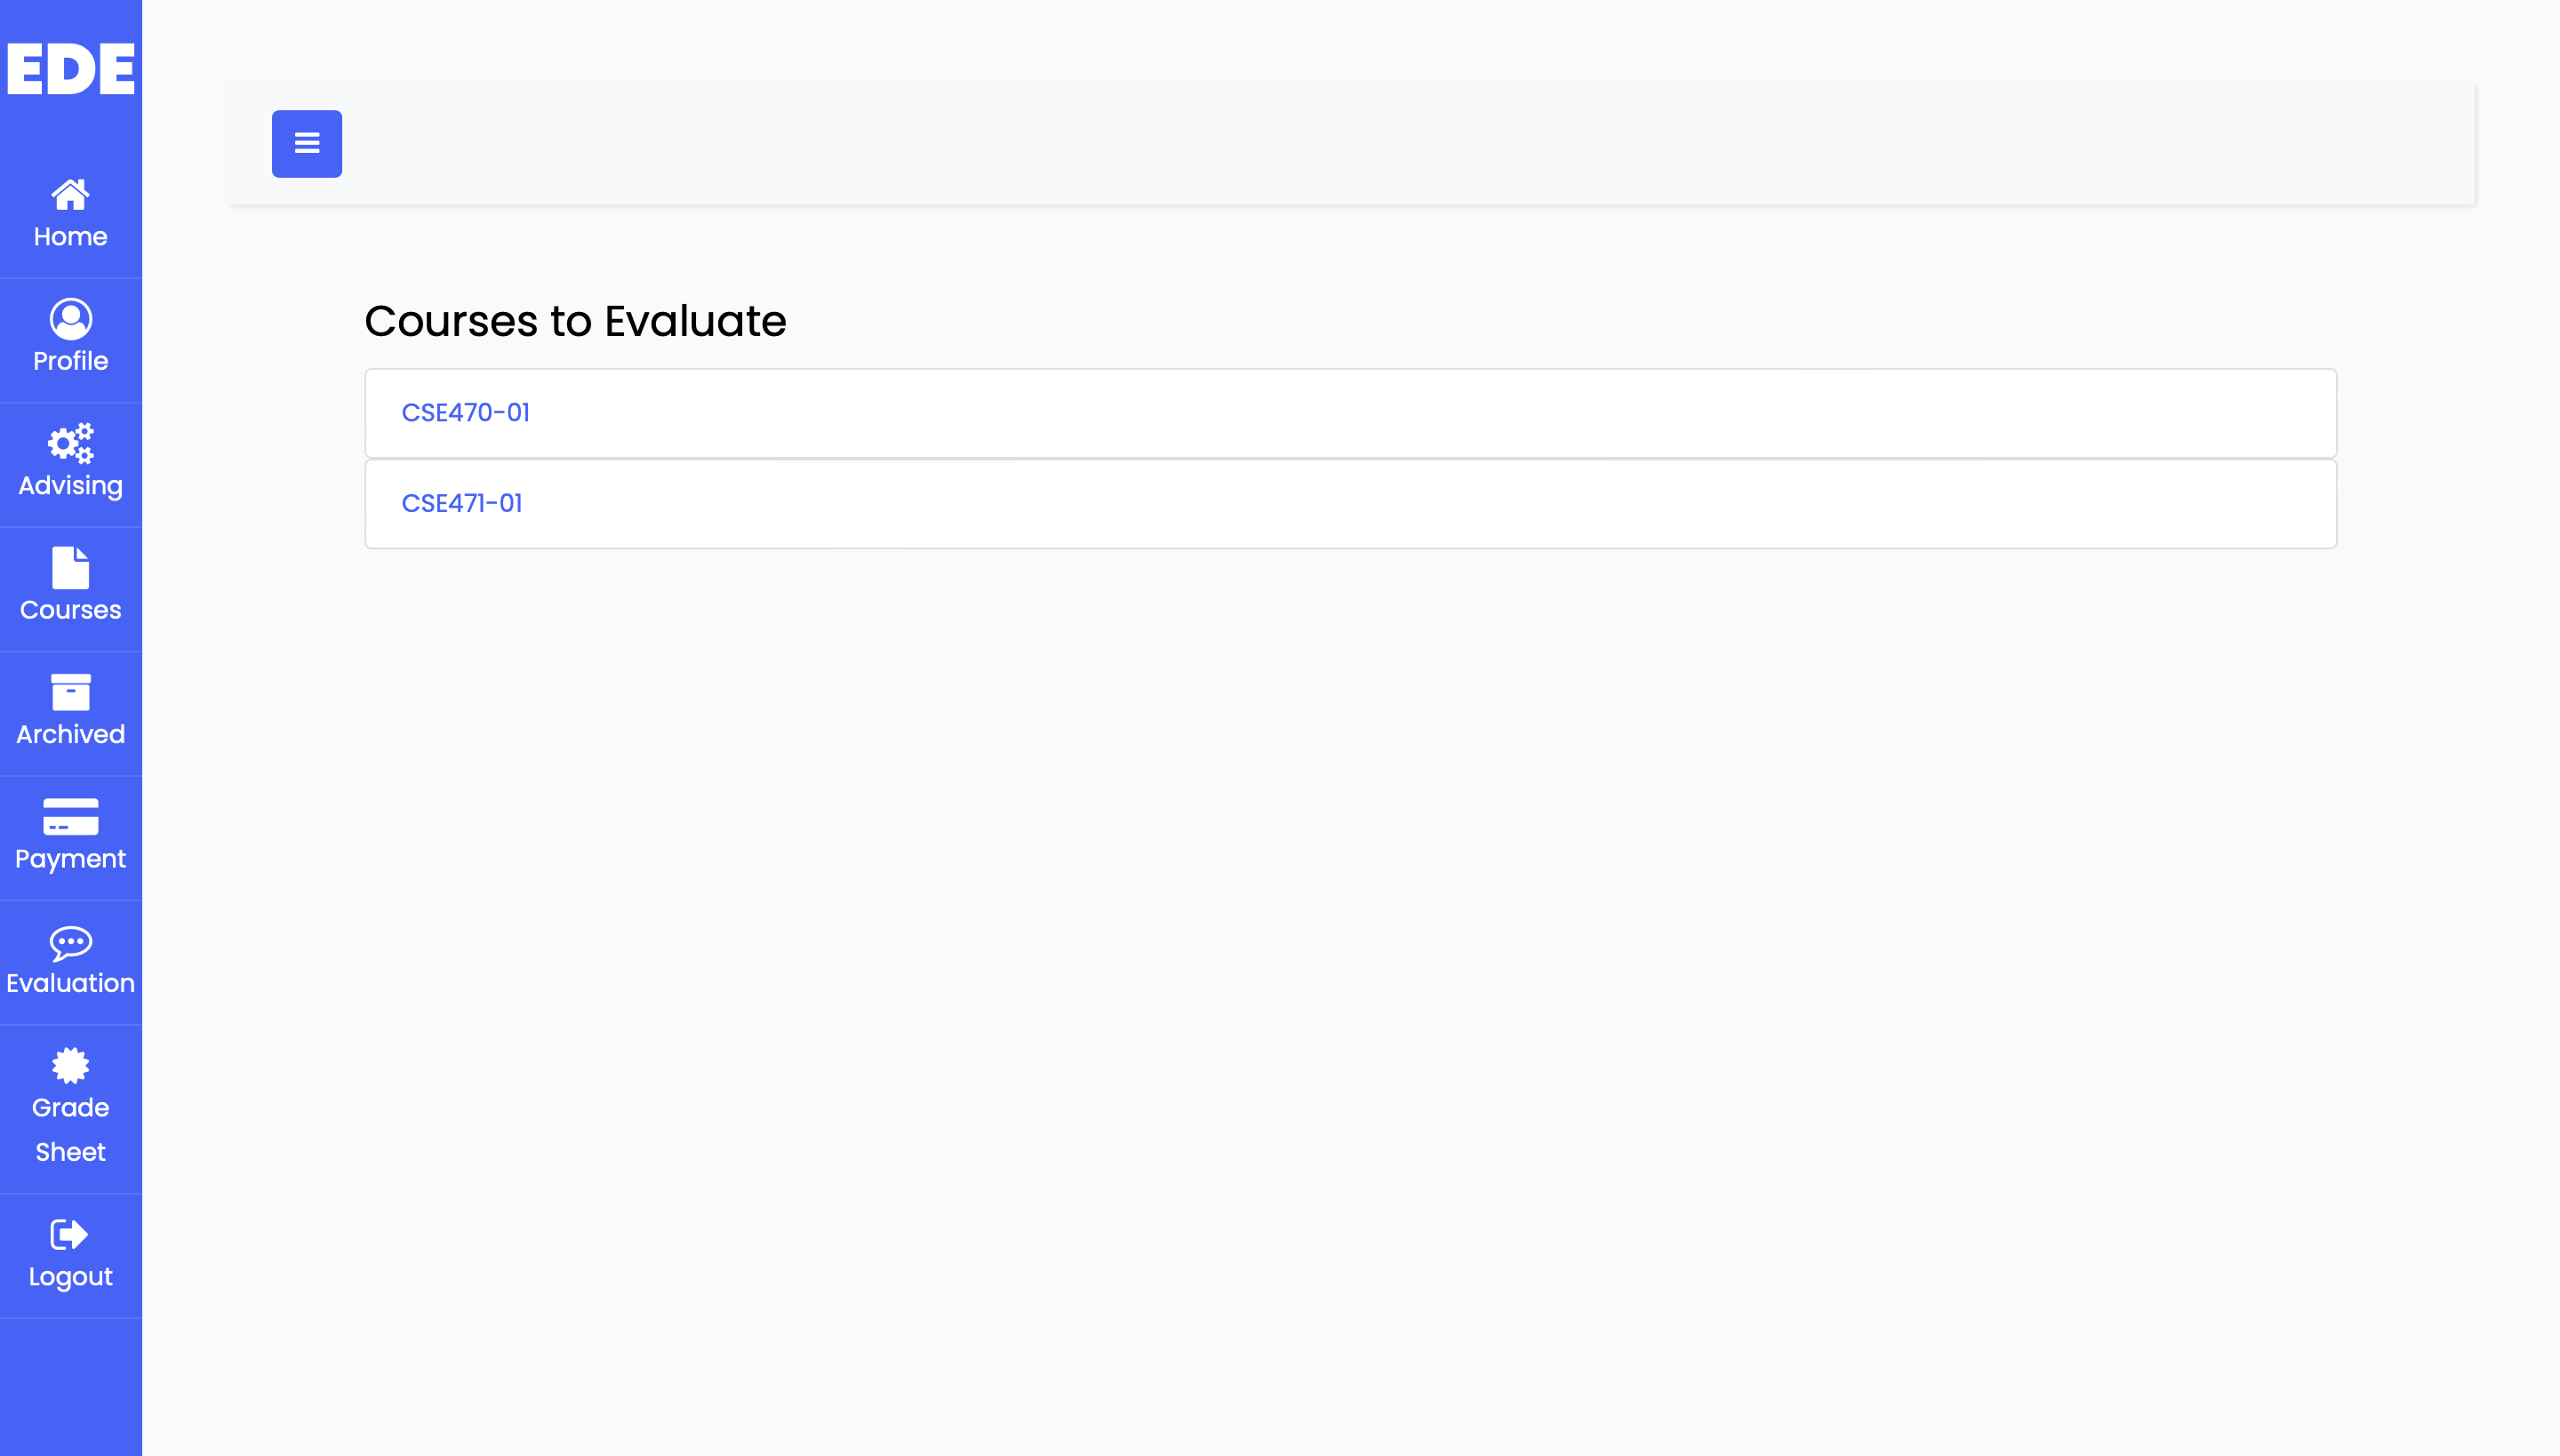 EDE
Home
Profile
Advising
Courses
Archived
Payment
Evaluation
Grade
Sheet
Logout
Courses to Evaluate
CSE470-01
CSE471-01